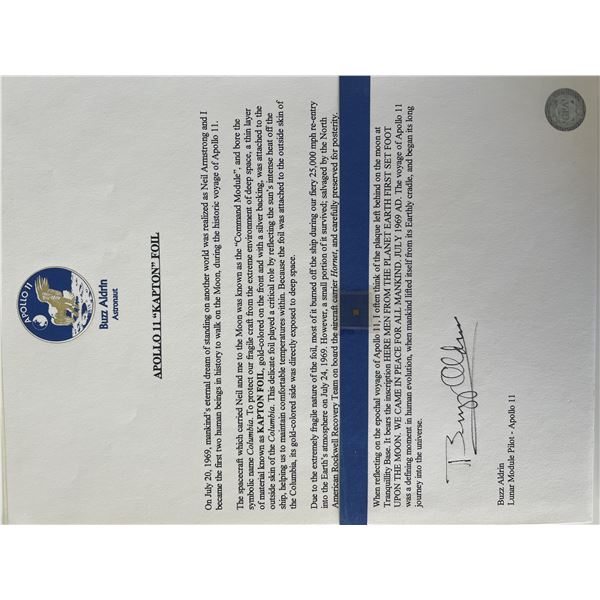 APOLLO 11
Buzz Aldrin
Astronaut
APOLLO 11 "KAPTON" FOIL
On July 20, 1969, mankind's eternal dream of standing on another world was realized as Neil Armstrong and I
became the first two human beings in history to walk on the Moon, during the historic voyage of Apollo 11.
The spacecraft which carried Neil and me to the Moon was known as the "Command Module", and bore the
symbolic name Columbia. To protect our fragile craft from the extreme environment of deep space, a thin layer
of material known as KAPTON FOIL, gold-colored on the front and with a silver backing, was attached to the
outside skin of the Columbia. This delicate foil played a critical role by reflecting the sun's intense heat off the
ship, helping us to maintain comfortable temperatures within. Because the foil was attached to the outside skin of
the Columbia, its gold-colored side was directly exposed to deep space.
Due to the extremely fragile nature of the foil, most of it burned off the ship during our fiery 25,000 mph re-entry
into the Earth's atmosphere on July 24, 1969. However, a small portion of it survived; salvaged by the North
American Rockwell Recovery Team on board the aircraft carrier Hornet, and carefully preserved for posterity.
When reflecting on the epochal voyage of Apollo 11, I often think of the plaque left behind on the moon at
Tranquility Base. It bears the inscription HERE MEN FROM THE PLANET EARTH FIRST SET FOOT
UPON THE MOON. WE CAME IN PEACE FOR ALL MANKIND. JULY 1969 AD. The voyage of Apollo 11
was a defining moment in human evolution, when mankind lifted itself from its Earthly cradle, and began its long
journey into the universe.
Buzz Aldrin
Buzz Aldrin
Lunar Module Pilot - Apollo 11